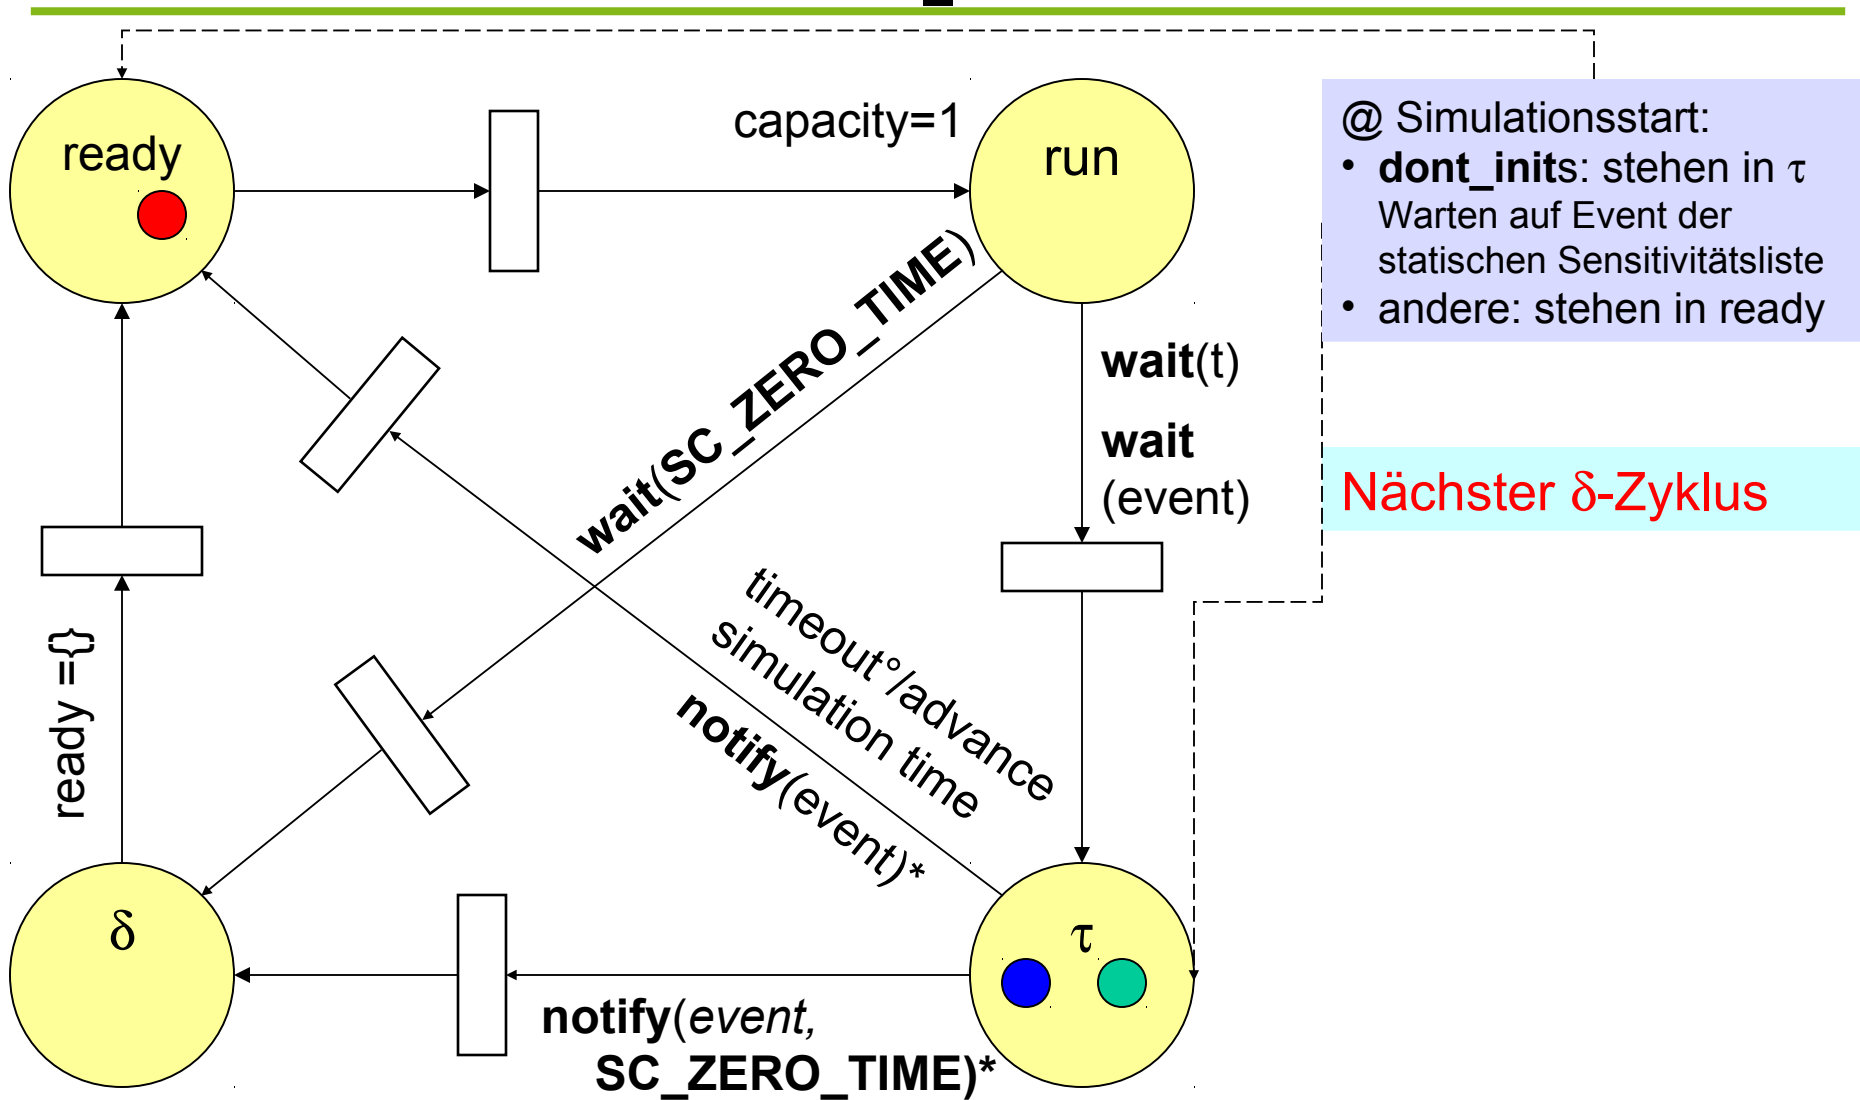 ready
capacity=1
run
@ Simulationsstart:
• dont_inits: stehen in τ
Warten auf Event der
statischen Sensitivitätsliste
• andere: stehen in ready
wait(SC_ZERO_TIME)
wait(t)
wait
(event)
Nächster δ-Zyklus
timeout°/advance
simulation time
notify(event)*
ready ={}
δ
τ
notify(event,
SC_ZERO_TIME)*